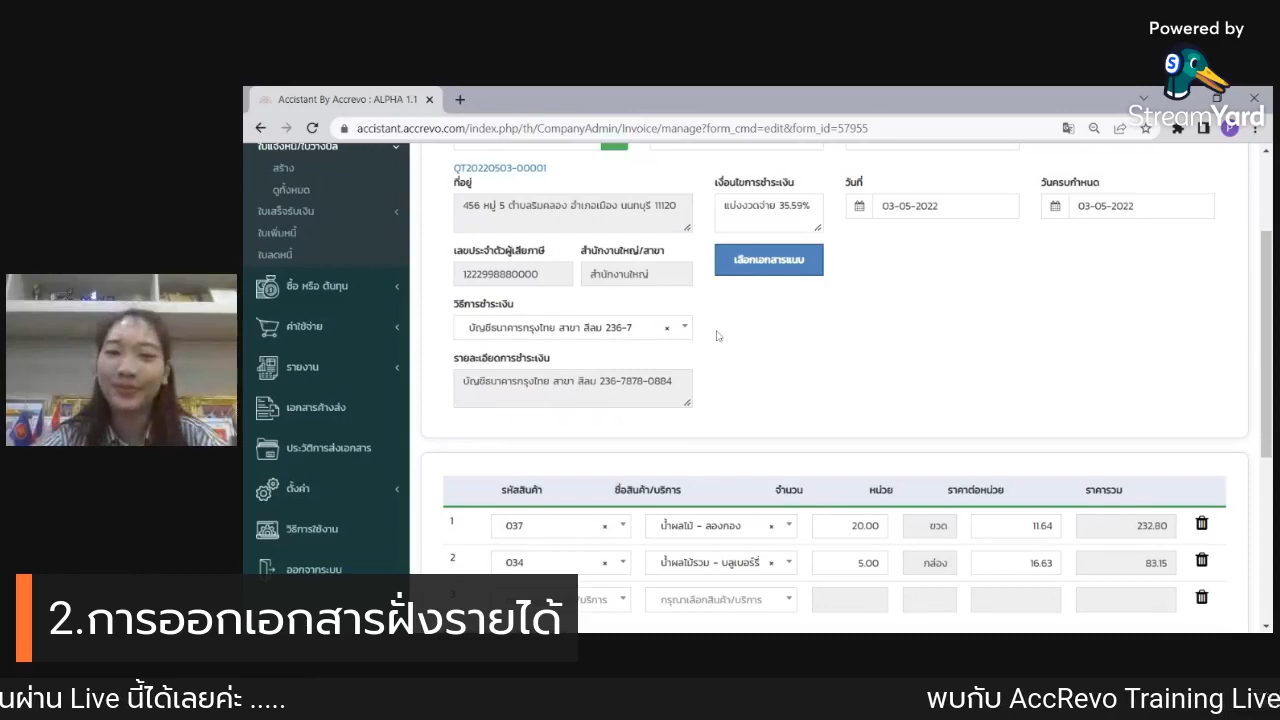 Powered by
StreamYard
Accistant By Accrevo : ALPHA 1.1
accistant.accrevo.com/index.php/th/CompanyAdmin/Invoice/manage?form_cmd=edit&form_id=57955
ใบแจ้งหนี้/ใบวางบิล
สร้าง
ดูทั้งหมด
ใบเสร็จรับเงิน
ใบเพิ่มหนี้
ใบลดหนี้
ซื้อ หรือ ต้นทุน
ค่าใช้จ่าย
รายงาน
เอกสารค้างส่ง
ประวัติการส่งเอกสาร
ตั้งค่า
วิธีการใช้งาน
ออกจากระบบ
QT20220503-00001
ที่อยู่ เงื่อนไขการชำระเงิน วันที่ วันครบกำหนด
456 หมู่ 5 ตำบลริมคลอง อำเภอเมือง นนทบุรี 11120 แบ่งงวดจ่าย 35.59% 03-05-2022 03-05-2022
เลขประจำตัวผู้เสียภาษี สำนักงานใหญ่/สาขา เลือกเอกสารแนบ
1222998880000 สำนักงานใหญ่
วิธีการชำระเงิน
บัญชีธนาคารกรุงไทย สาขา สีลม 236-7
รายละเอียดการชำระเงิน
บัญชีธนาคารกรุงไทย สาขา สีลม 236-7878-0884
รหัสสินค้า ชื่อสินค้า/บริการ จำนวน หน่วย ราคาต่อหน่วย ราคารวม
1 037 น้ำผลไม้ - ลองกอง 20.00 ขวด 11.64 232.80
2 034 น้ำผลไม้รวม - บลูเบอร์รี่ 5.00 กล่อง 16.63 83.15
/บริการ กรุณาเลือกสินค้า/บริการ
2.การออกเอกสารฝั่งรายได้
นผ่าน Live นี้ได้เลยค่ะ ..... พบกับ AccRevo Training Live